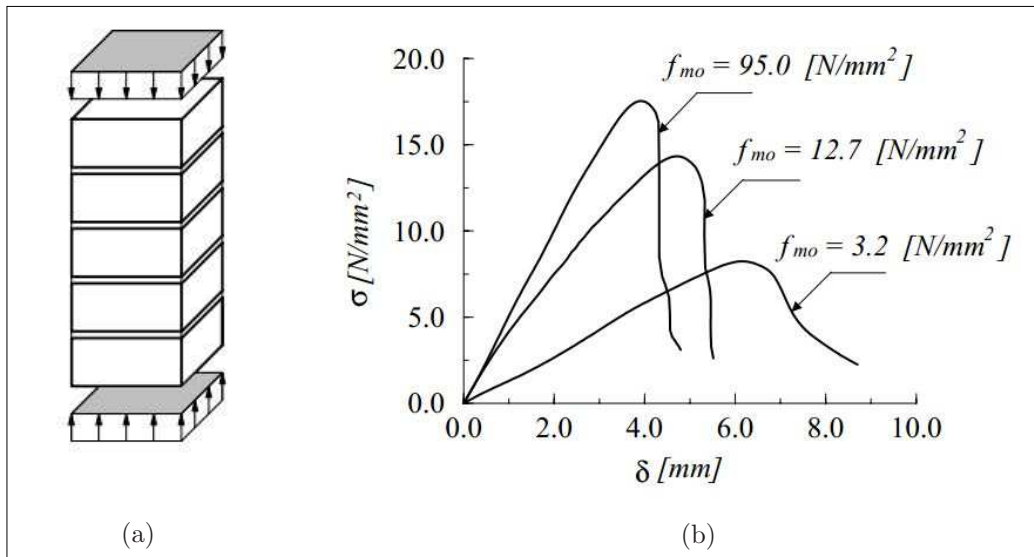 20.0
15.0
10.0
5.0
0.0
σ [N/mm²]
0.0 2.0 4.0 6.0 8.0 10.0
δ [mm]
f_mo = 95.0 [N/mm²]
f_mo = 12.7 [N/mm²]
f_mo = 3.2 [N/mm²]
(a)
(b)